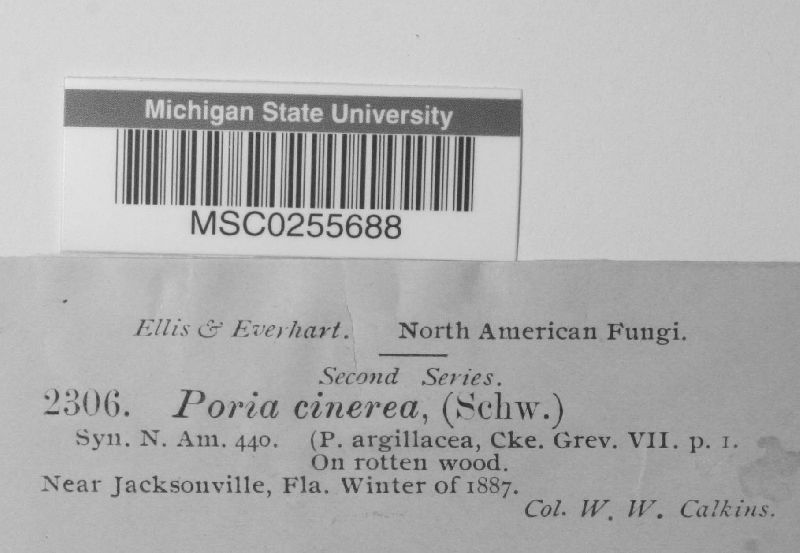 Michigan State University
MSC0255688
Ellis & Everhart. North American Fungi.
Second Series.
2306. Poria cinerea, (Schw.)
Syn. N. Am. 440. (P. argillacea, Cke. Grev. VII. p. 1.
On rotten wood.
Near Jacksonville, Fla. Winter of 1887.
Col. W. W. Calkins.